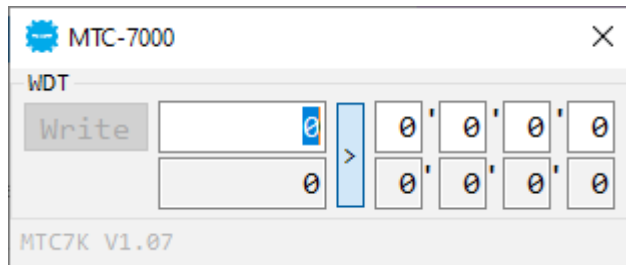 MTC-7000
WDT
Write 0 > 0 ' 0 ' 0 ' 0
0 0 ' 0 ' 0 ' 0
MTC7K V1.07